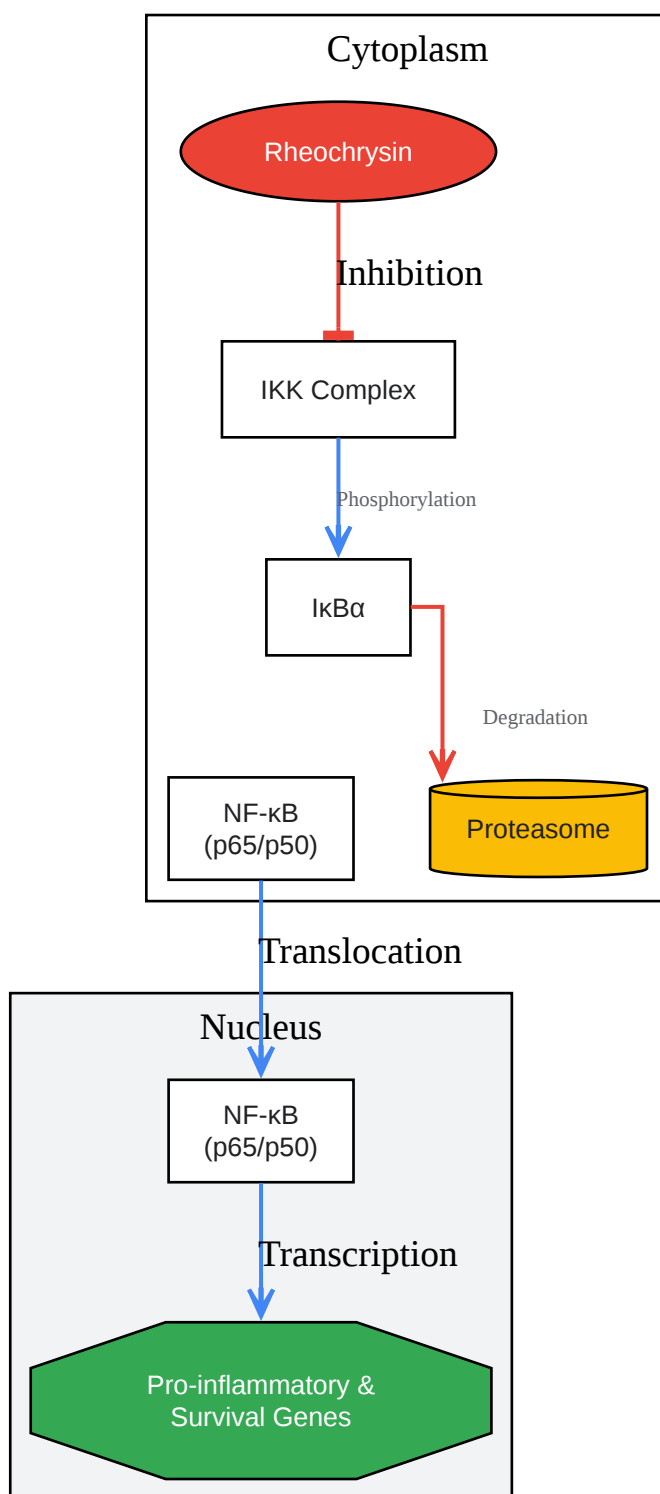 Cytoplasm
Rheochrysin
Inhibition
IKK Complex
Phosphorylation
IκBα
Degradation
NF-κB
(p65/p50)
Proteasome
Translocation
Nucleus
NF-κB
(p65/p50)
Transcription
Pro-inflammatory &
Survival Genes